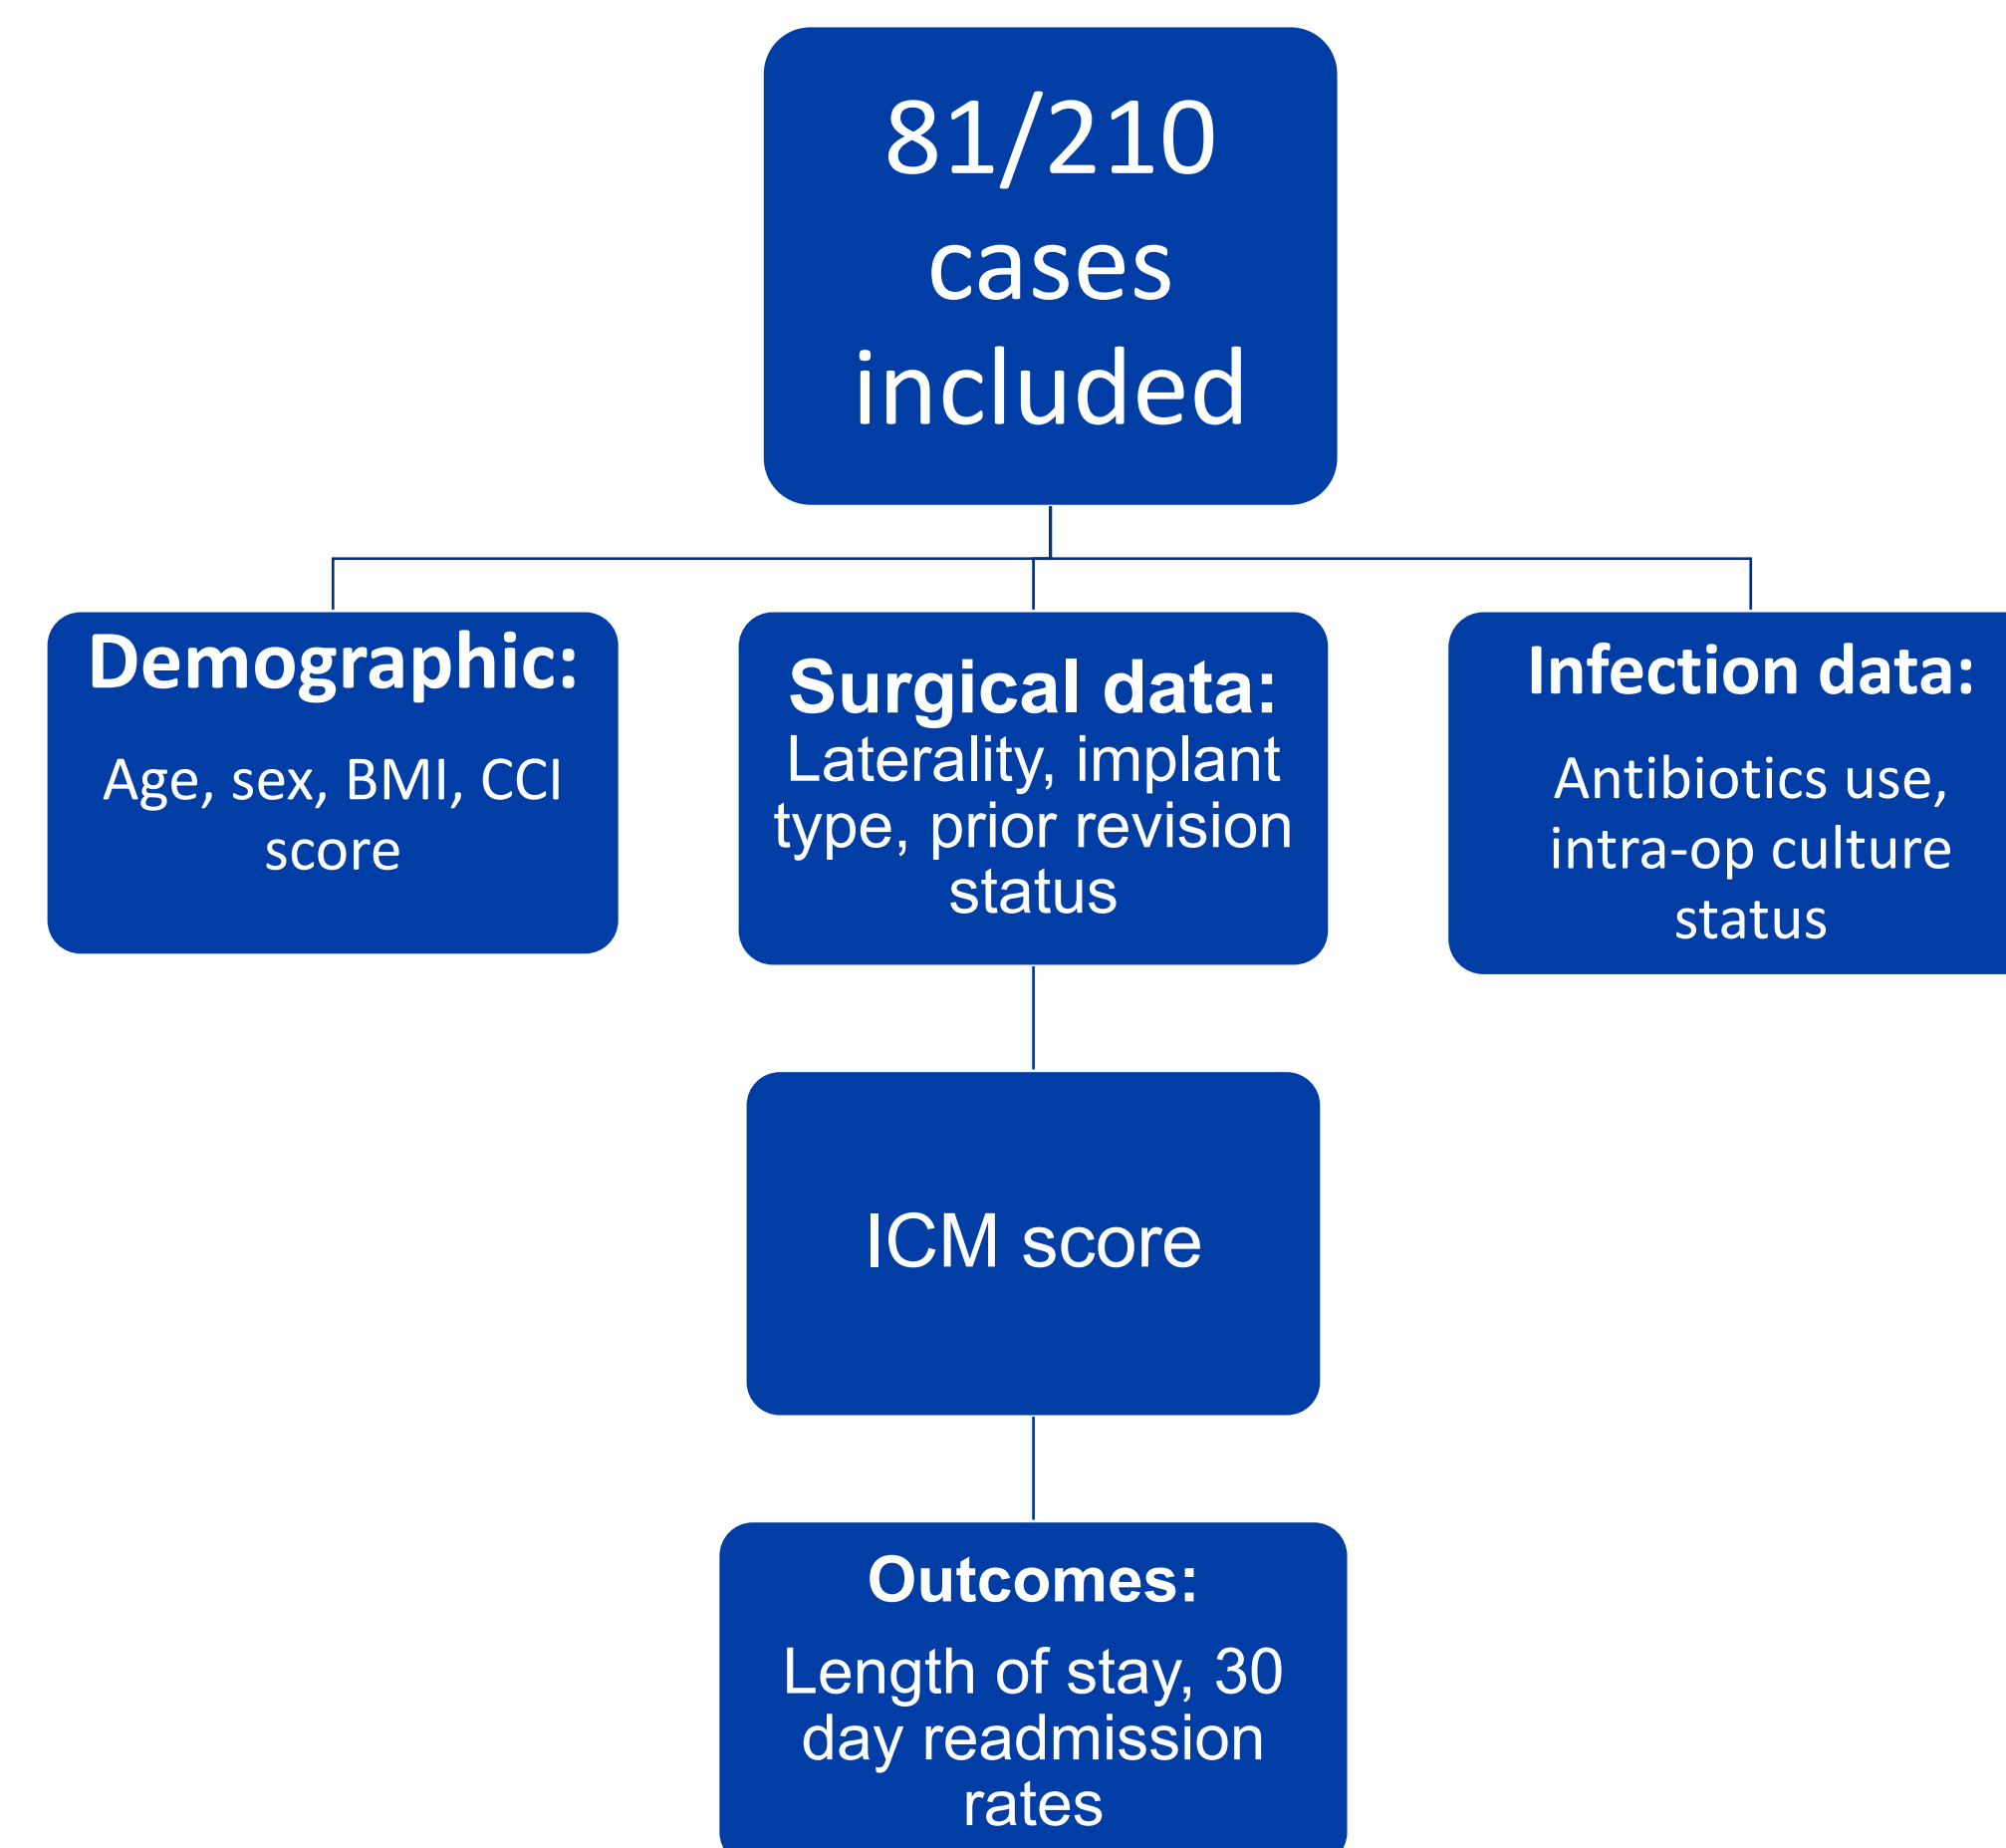 81/210
cases
included
Demographic:
Age, sex, BMI, CCI
score
Surgical data:
Laterality, implant
type, prior revision
status
Infection data:
Antibiotics use,
intra-op culture
status
ICM score
Outcomes:
Length of stay, 30
day readmission
rates